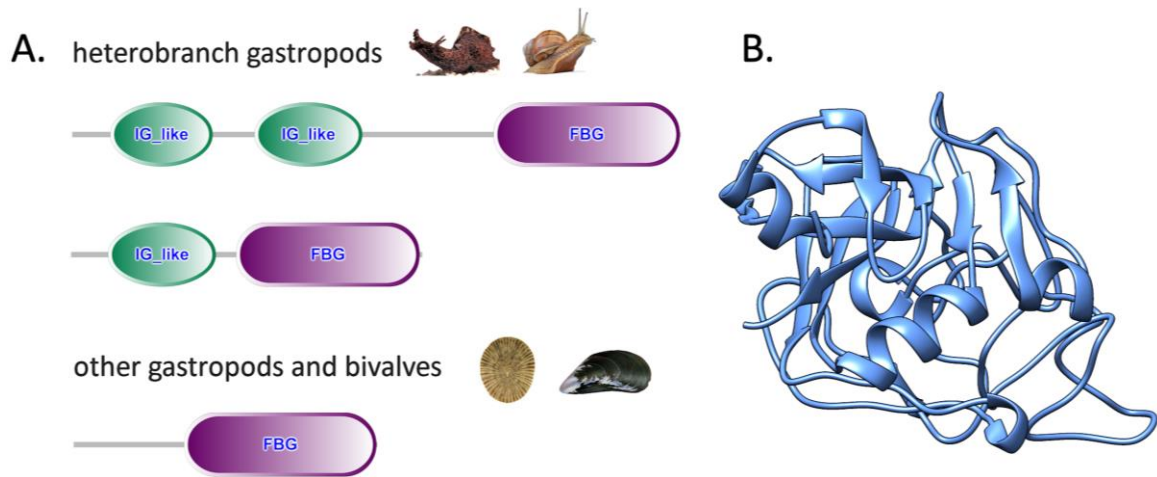 A. heterobranch gastropods
B.
IG_like IG_like FBG
IG_like FBG
other gastropods and bivalves
FBG